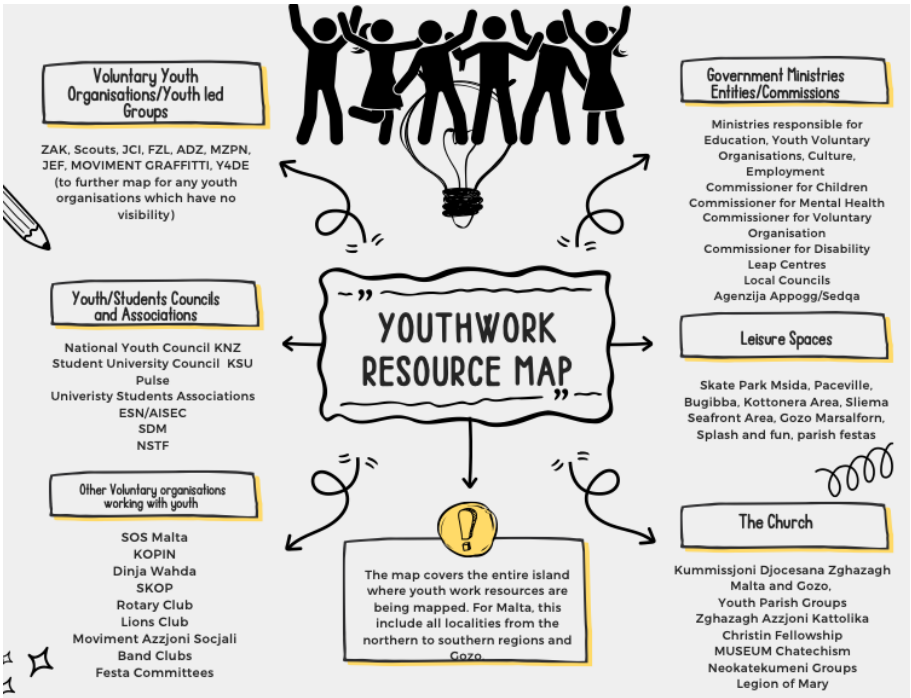 Voluntary Youth
Organisations/Youth led
Groups
ZAK, Scouts, JCI, FZL, ADZ, MZPN,
JEF, MOVIMENT GRAFFITTI, Y4DE
(to further map for any youth
organisations which have no
visibility)
Youth/Students Councils
and Associations
National Youth Council KNZ
Student University Council KSU
Pulse
Univeristy Students Associations
ESN/AISEC
SDM
NSTF
Other Voluntary organisations
working with youth
SOS Malta
KOPIN
Dinja Wahda
SKOP
Rotary Club
Lions Club
Moviment Azzjoni Socjali
Band Clubs
Festa Committees
YOUTHWORK
RESOURCE MAP
The map covers the entire island
where youth work resources are
being mapped. For Malta, this
include all localities from the
northern to southern regions and
Gozo.
Government Ministries
Entities/Commissions
Ministries responsible for
Education, Youth Voluntary
Organisations, Culture,
Employment
Commissioner for Children
Commissioner for Mental Health
Commissioner for Voluntary
Organisation
Commissioner for Disability
Leap Centres
Local Councils
Agenzija Appogg/Sedqa
Leisure Spaces
Skate Park Msida, Paceville,
Bugibba, Kottonera Area, Sliema
Seafront Area, Gozo Marsalforn,
Splash and fun, parish festas
The Church
Kummissjoni Djocesana Zghazagh
Malta and Gozo,
Youth Parish Groups
Zghazagh Azzjoni Kattolika
Christin Fellowship
MUSEUM Chatechism
Neokatekumeni Groups
Legion of Mary